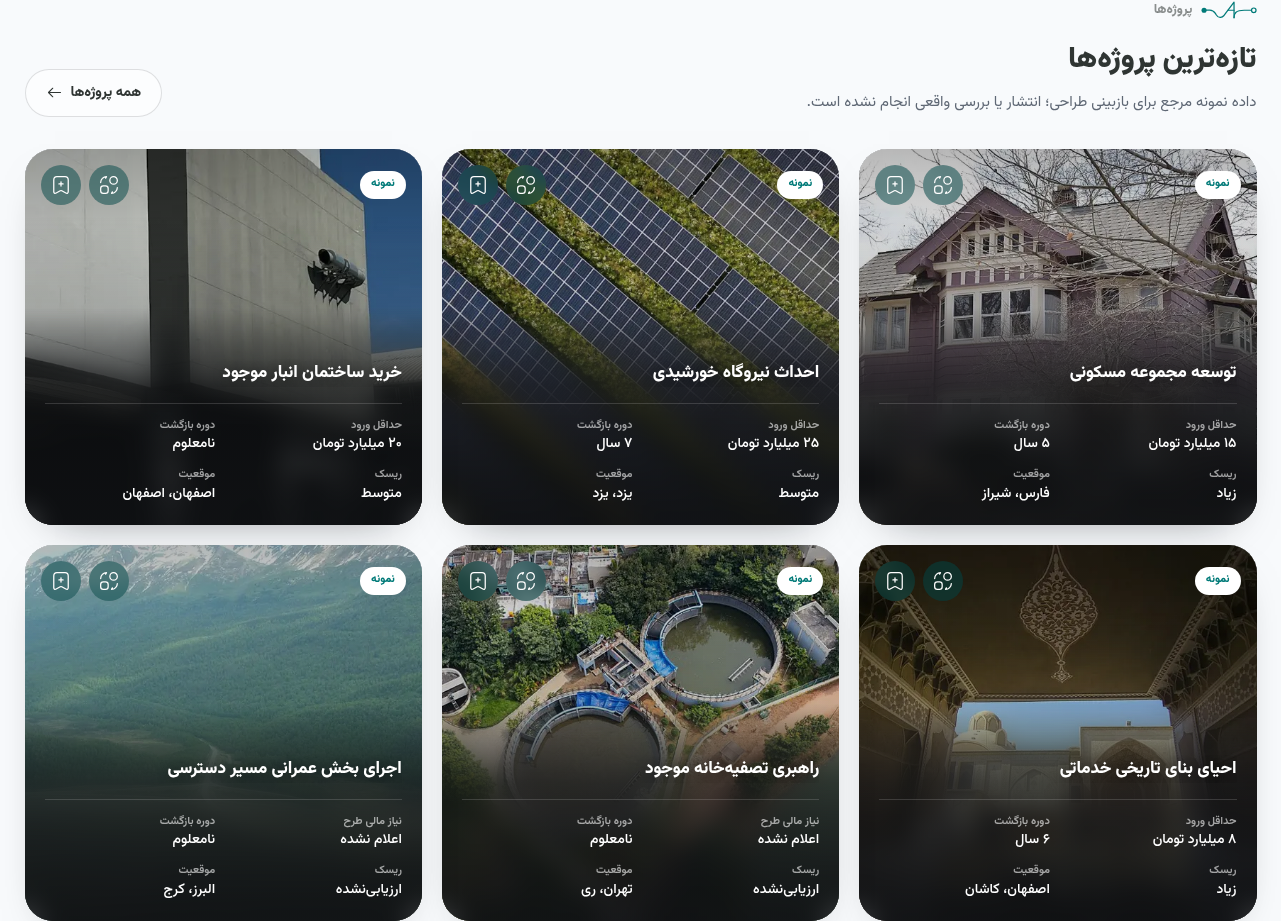 پروژه‌ها
تازه‌ترین پروژه‌ها
داده نمونه مرجع برای بازبینی طراحی؛ انتشار یا بررسی واقعی انجام نشده است.
همه پروژه‌ها
نمونه
توسعه مجموعه مسکونی
حداقل ورود
۱۵ میلیارد تومان
دوره بازگشت
۵ سال
ریسک
زیاد
موقعیت
فارس، شیراز
نمونه
احداث نیروگاه خورشیدی
حداقل ورود
۲۵ میلیارد تومان
دوره بازگشت
۷ سال
ریسک
متوسط
موقعیت
یزد، یزد
نمونه
خرید ساختمان انبار موجود
حداقل ورود
۲۰ میلیارد تومان
دوره بازگشت
نامعلوم
ریسک
متوسط
موقعیت
اصفهان، اصفهان
نمونه
احیای بنای تاریخی خدماتی
حداقل ورود
۸ میلیارد تومان
دوره بازگشت
۶ سال
ریسک
زیاد
موقعیت
اصفهان، کاشان
نمونه
راهبری تصفیه‌خانه موجود
نیاز مالی طرح
اعلام نشده
دوره بازگشت
نامعلوم
ریسک
ارزیابی‌نشده
موقعیت
تهران، ری
نمونه
اجرای بخش عمرانی مسیر دسترسی
نیاز مالی طرح
اعلام نشده
دوره بازگشت
نامعلوم
ریسک
ارزیابی‌نشده
موقعیت
البرز، کرج